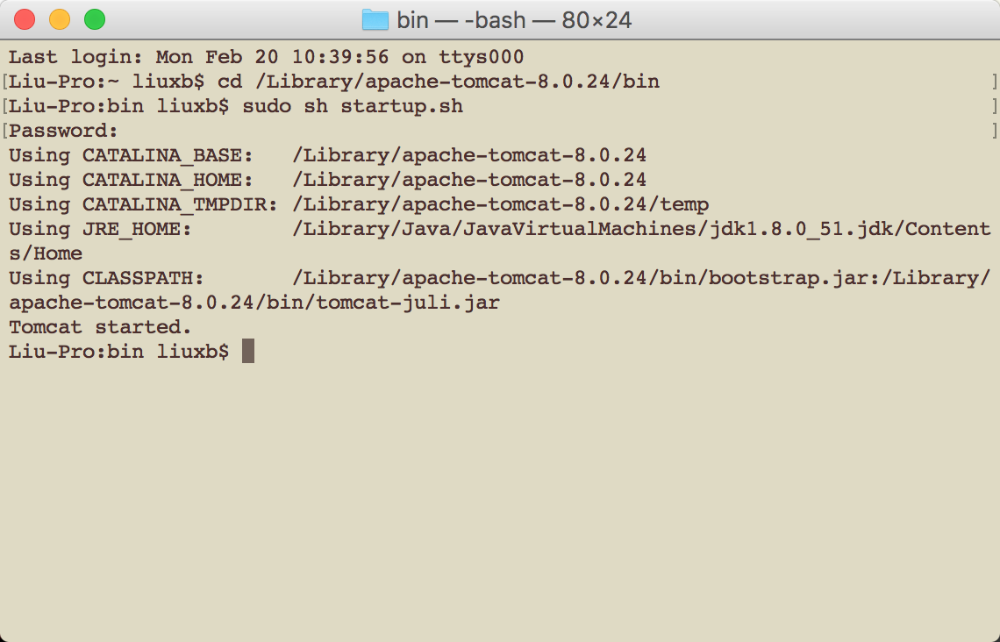 bin — -bash — 80×24
Last login: Mon Feb 20 10:39:56 on ttys000
[Liu-Pro:~ liuxb$ cd /Library/apache-tomcat-8.0.24/bin ]
[Liu-Pro:bin liuxb$ sudo sh startup.sh ]
[Password: ]
Using CATALINA_BASE:   /Library/apache-tomcat-8.0.24
Using CATALINA_HOME:   /Library/apache-tomcat-8.0.24
Using CATALINA_TMPDIR: /Library/apache-tomcat-8.0.24/temp
Using JRE_HOME:        /Library/Java/JavaVirtualMachines/jdk1.8.0_51.jdk/Content
s/Home
Using CLASSPATH:       /Library/apache-tomcat-8.0.24/bin/bootstrap.jar:/Library/
apache-tomcat-8.0.24/bin/tomcat-juli.jar
Tomcat started.
Liu-Pro:bin liuxb$